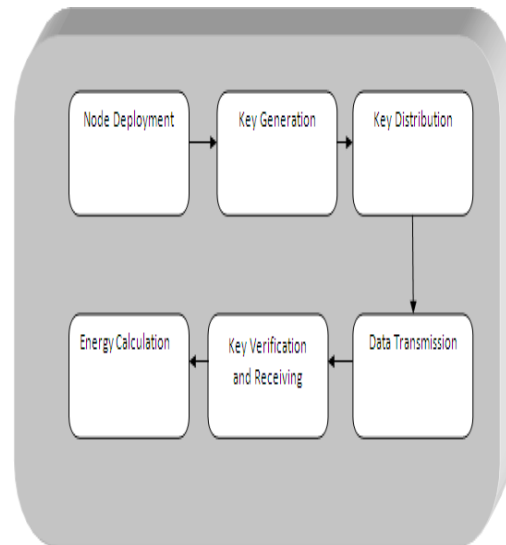 Node Deployment
Key Generation
Key Distribution
Energy Calculation
Key Verification
and Receiving
Data Transmission